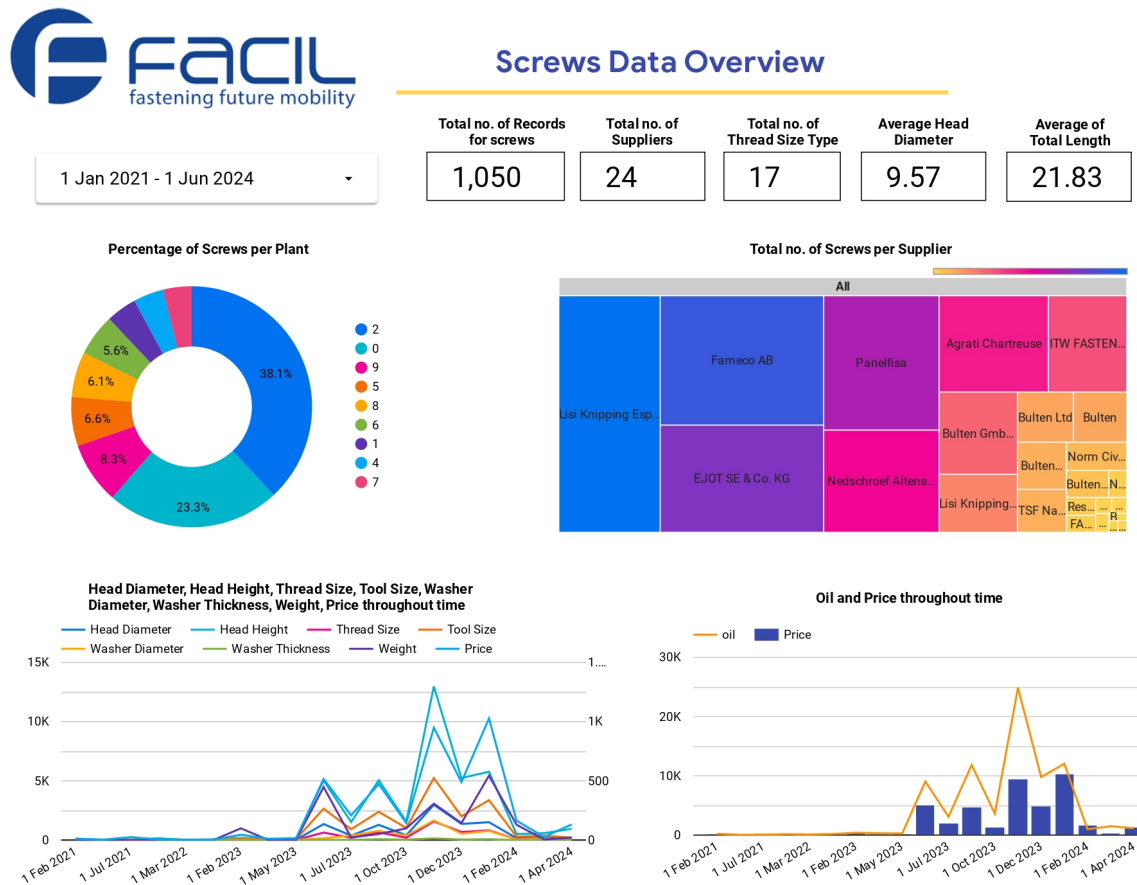 FACIL
fastening future mobility
Screws Data Overview
1 Jan 2021 - 1 Jun 2024
Total no. of Records
for screws
1,050
Total no. of
Suppliers
24
Total no. of
Thread Size Type
17
Average Head
Diameter
9.57
Average of
Total Length
21.83
Percentage of Screws per Plant
38.1%
23.3%
8.3%
6.6%
6.1%
5.6%
2
0
9
5
8
6
1
4
7
Total no. of Screws per Supplier
All
Lisi Knipping Esp...
Fameco AB
EJOT SE & Co. KG
Panelfisa
Nedschroef Altena...
Agrati Chartreuse
ITW FASTEN...
Bulten Gmb...
Lisi Knipping...
Bulten Ltd
Bulten
Bulten...
TSF Na...
Norm Civ...
Bulten...
N...
Res...
...
...
FA...
...
B
...
...
Head Diameter, Head Height, Thread Size, Tool Size, Washer
Diameter, Washer Thickness, Weight, Price throughout time
Head Diameter
Head Height
Thread Size
Tool Size
Washer Diameter
Washer Thickness
Weight
Price
15K
10K
5K
0
1....
1K
500
0
1 Feb 2021
1 Jul 2021
1 Mar 2022
1 Feb 2023
1 May 2023
1 Jul 2023
1 Oct 2023
1 Dec 2023
1 Feb 2024
1 Apr 2024
Oil and Price throughout time
oil
Price
30K
20K
10K
0
1 Feb 2021
1 Jul 2021
1 Mar 2022
1 Feb 2023
1 May 2023
1 Jul 2023
1 Oct 2023
1 Dec 2023
1 Feb 2024
1 Apr 2024